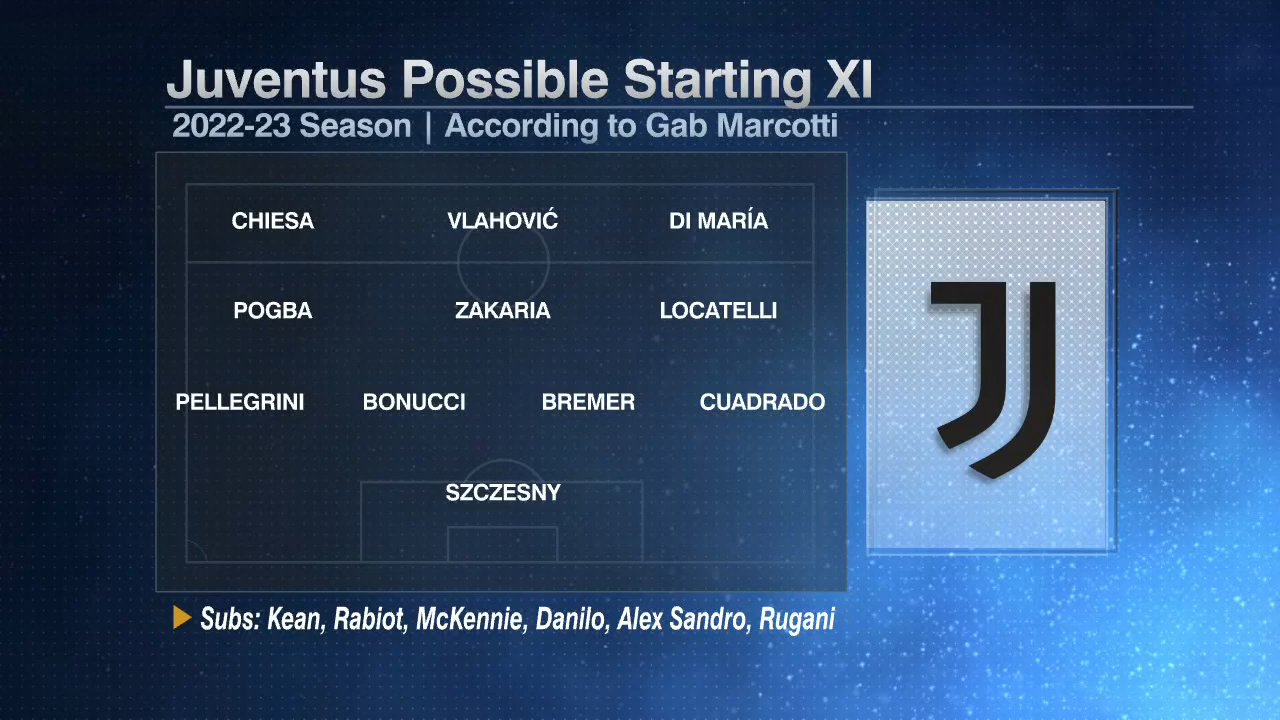 Juventus Possible Starting XI
2022-23 Season | According to Gab Marcotti
CHIESA VLAHOVIĆ DI MARÍA
POGBA ZAKARIA LOCATELLI
PELLEGRINI BONUCCI BREMER CUADRADO
SZCZESNY
Subs: Kean, Rabiot, McKennie, Danilo, Alex Sandro, Rugani